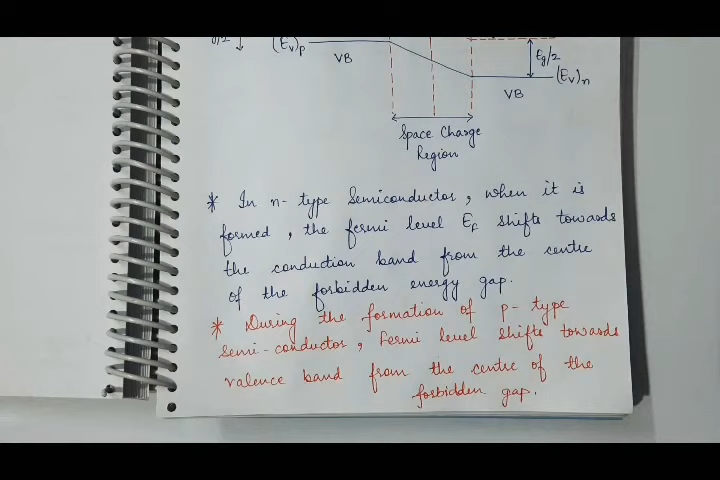 (Ev)p
VB
Eg/2
(Ev)n
VB
Space Charge
Region
* In n-type Semiconductor, when it is
formed, the fermi level Ef shifts towards
the conduction band from the centre
of the forbidden energy gap.
* During the formation of p-type
semi-conductor, Fermi level shifts towards
valence band from the centre of the
forbidden gap.